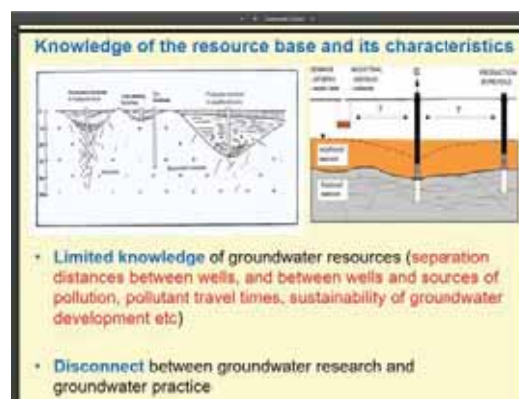 Knowledge of the resource base and its characteristics
PRODUCTION
BOREHOLE
? ?
• Limited knowledge of groundwater resources (separation
distances between wells, and between wells and sources of
pollution, pollutant travel times, sustainability of groundwater
development etc)
• Disconnect between groundwater research and
groundwater practice